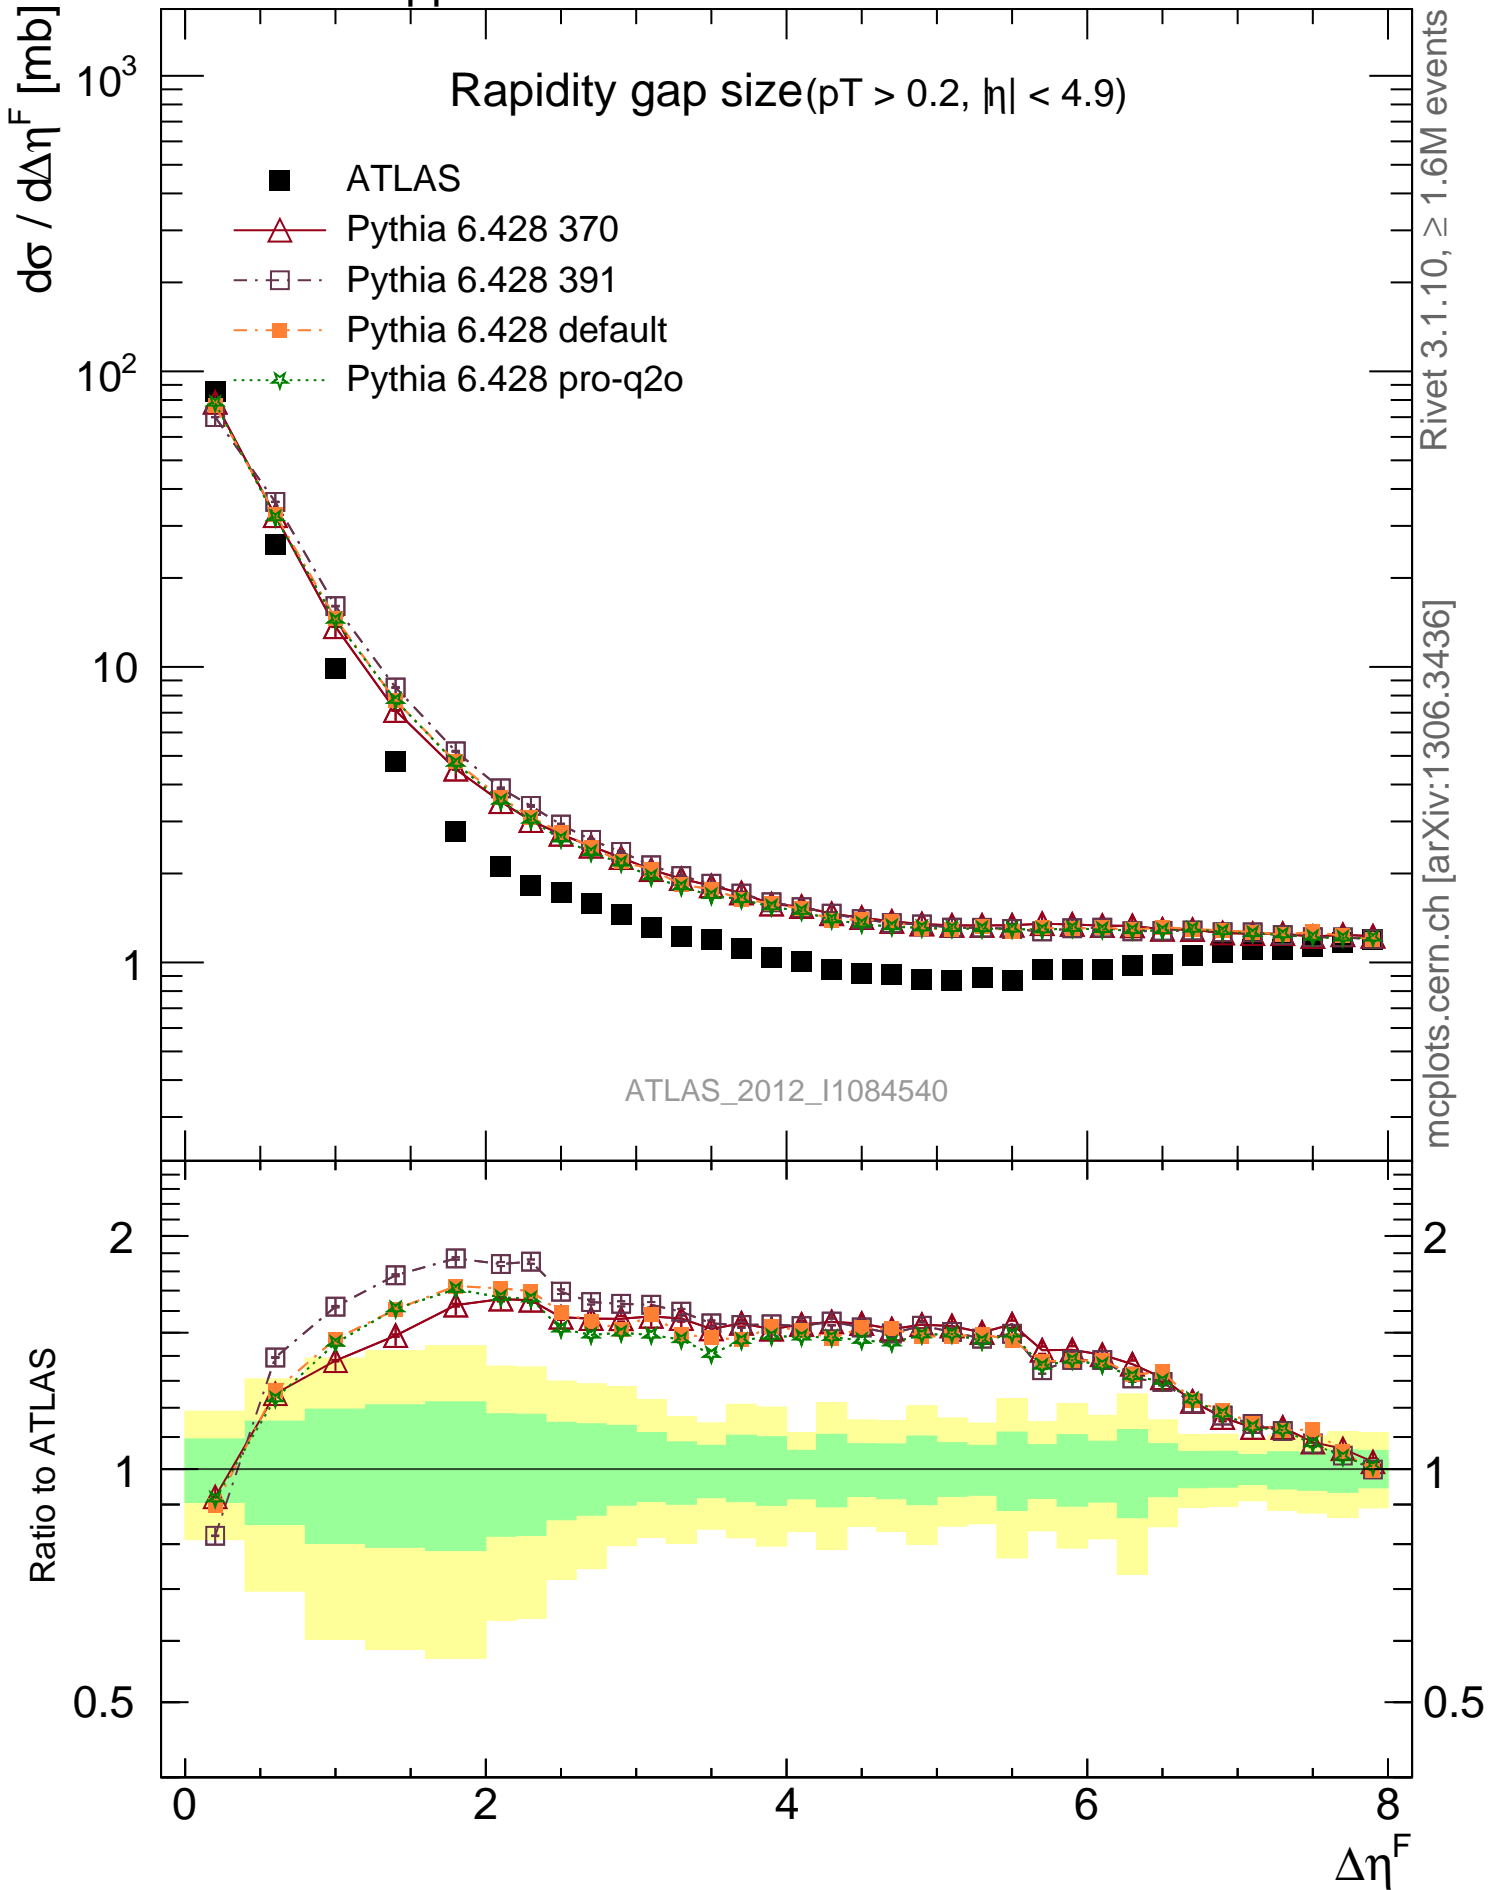 dσ / dΔη^F [mb]
Rapidity gap size(pT > 0.2, |η| < 4.9)
ATLAS
Pythia 6.428 370
Pythia 6.428 391
Pythia 6.428 default
Pythia 6.428 pro-q2o
10^3
10^2
10
1
ATLAS_2012_I1084540
Rivet 3.1.10, ≥ 1.6M events
mcplots.cern.ch [arXiv:1306.3436]
Ratio to ATLAS
2
1
0.5
2
1
0.5
0 2 4 6 8
Δη^F